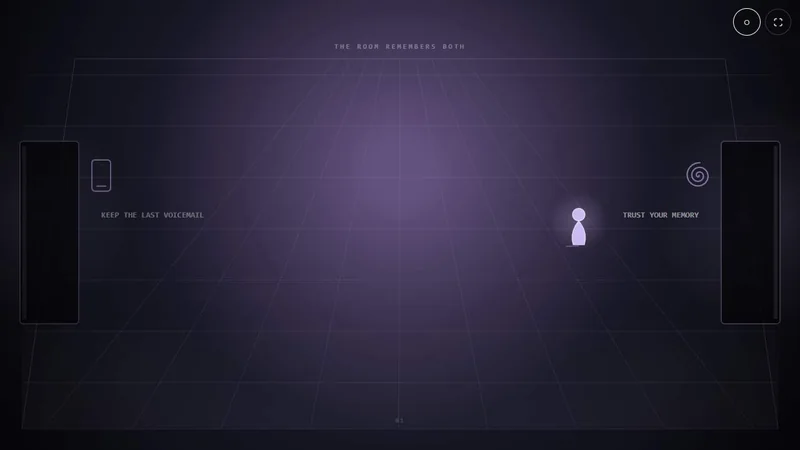 THE ROOM REMEMBERS BOTH
KEEP THE LAST VOICEMAIL
TRUST YOUR MEMORY